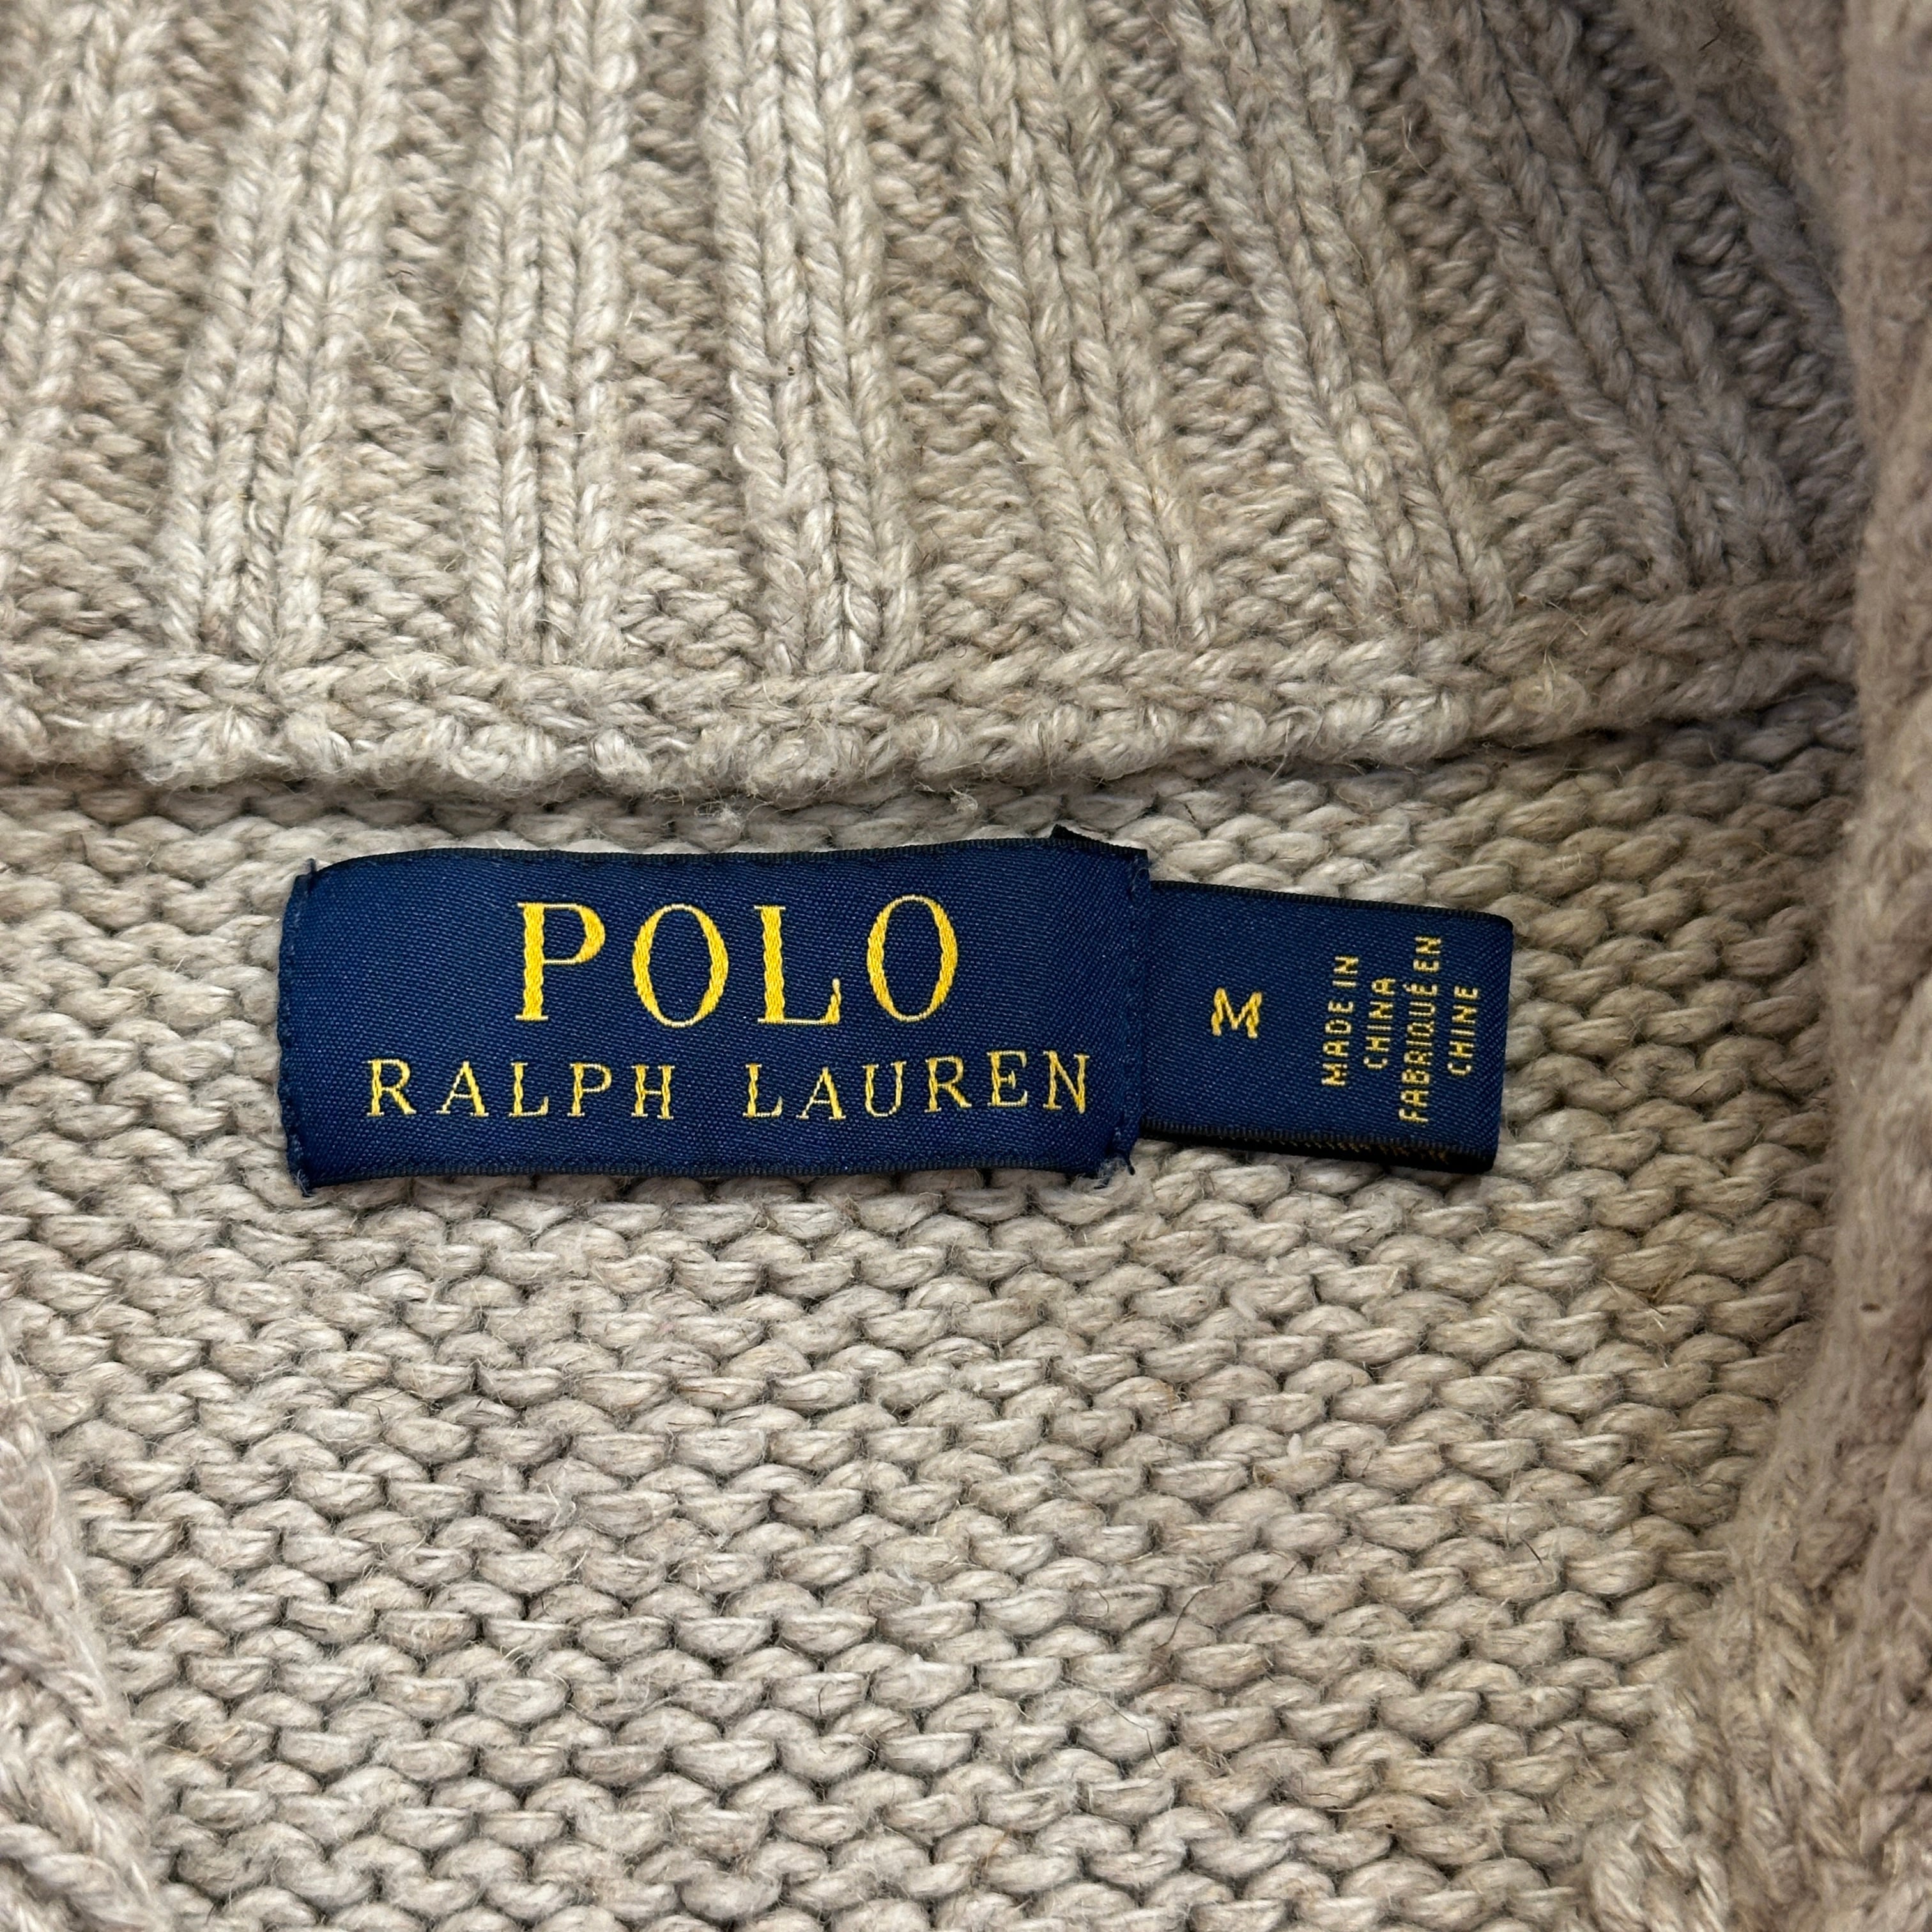 POLO
RALPH LAUREN
M
MADE IN
CHINA
FABRIQUÉ EN
CHINE